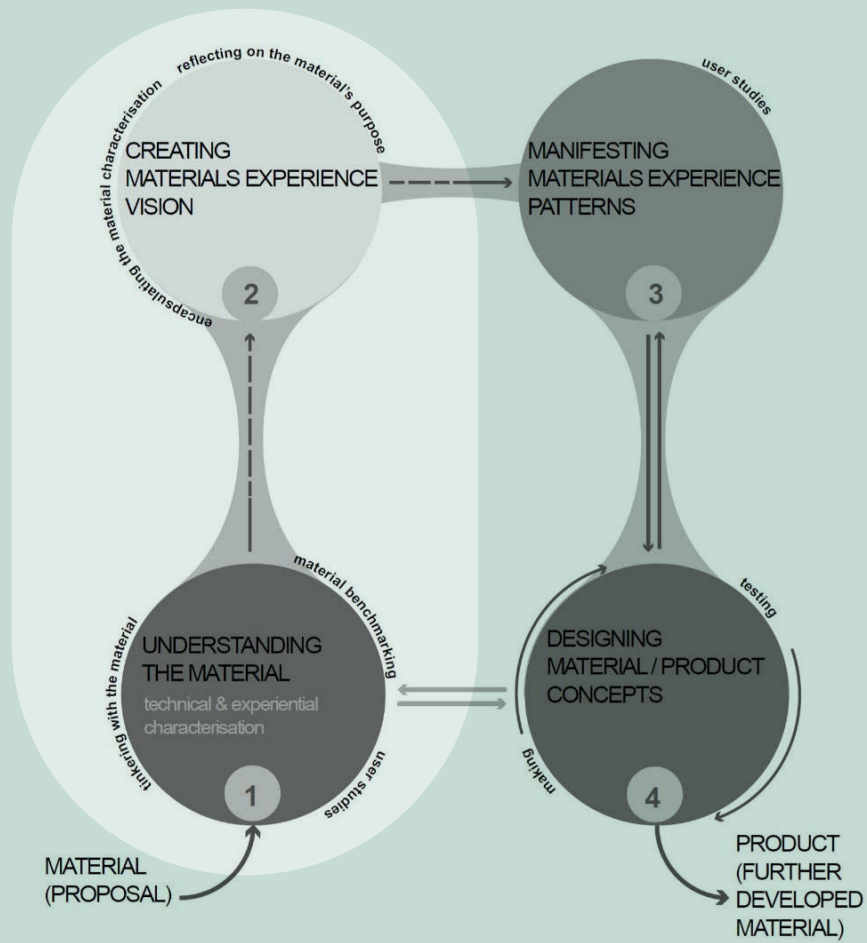 reflecting on the material's purpose
encapsulating the material characterisation
CREATING
MATERIALS EXPERIENCE
VISION
2
user studies
MANIFESTING
MATERIALS EXPERIENCE
PATTERNS
3
material benchmarking
tinkering with the material
user studies
UNDERSTANDING
THE MATERIAL
technical & experiential
characterisation
1
testing
making
DESIGNING
MATERIAL / PRODUCT
CONCEPTS
4
MATERIAL
(PROPOSAL)
PRODUCT
(FURTHER
DEVELOPED
MATERIAL)